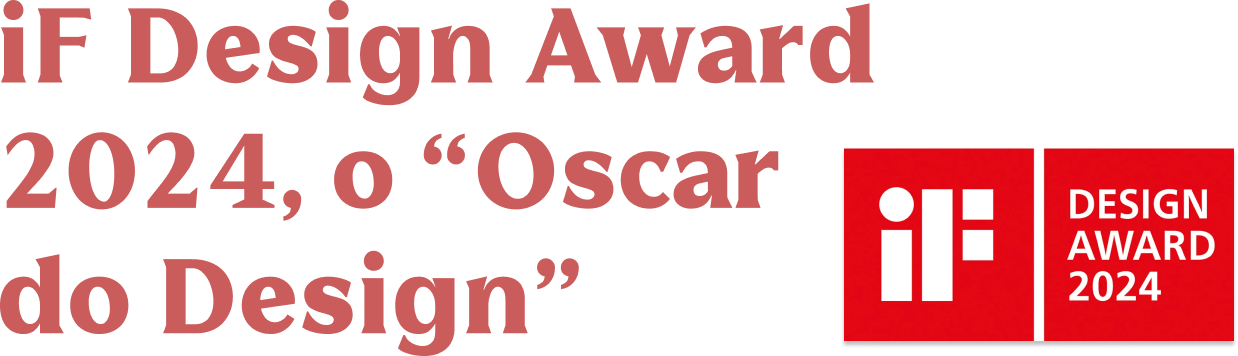 iF Design Award
2024, o “Oscar
do Design”
iF
DESIGN
AWARD
2024